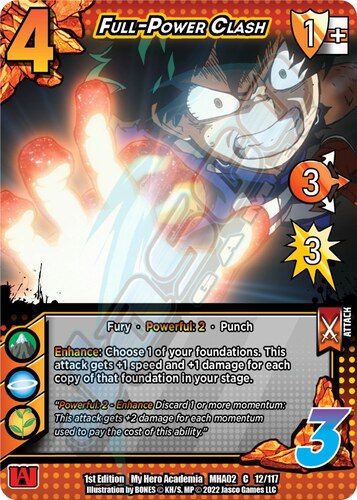 4
FULL-POWER CLASH
1
+
3
3
Fury · Powerful: 2 · Punch
ATTACK
Enhance: Choose 1 of your foundations. This
attack gets +1 speed and +1 damage for each
copy of that foundation in your stage.
"Powerful: 2 - Enhance Discard 1 or more momentum:
This attack gets +2 damage for each momentum
used to pay the cost of this ability."
3
1st Edition My Hero Academia MHA02 C 12/117
Illustration by BONES © KH/S. MP © 2022 Jasco Games LLC